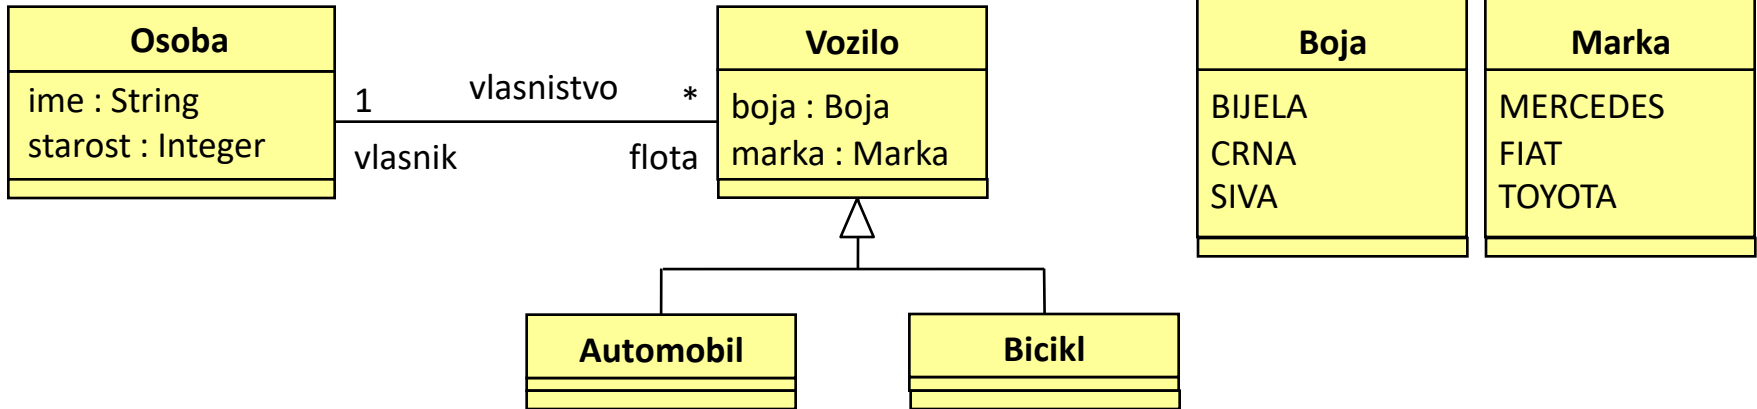 Osoba
ime : String
starost : Integer
1
vlasnistvo
*
vlasnik
flota
Vozilo
boja : Boja
marka : Marka
Boja
BIJELA
CRNA
SIVA
Marka
MERCEDES
FIAT
TOYOTA
Automobil
Bicikl